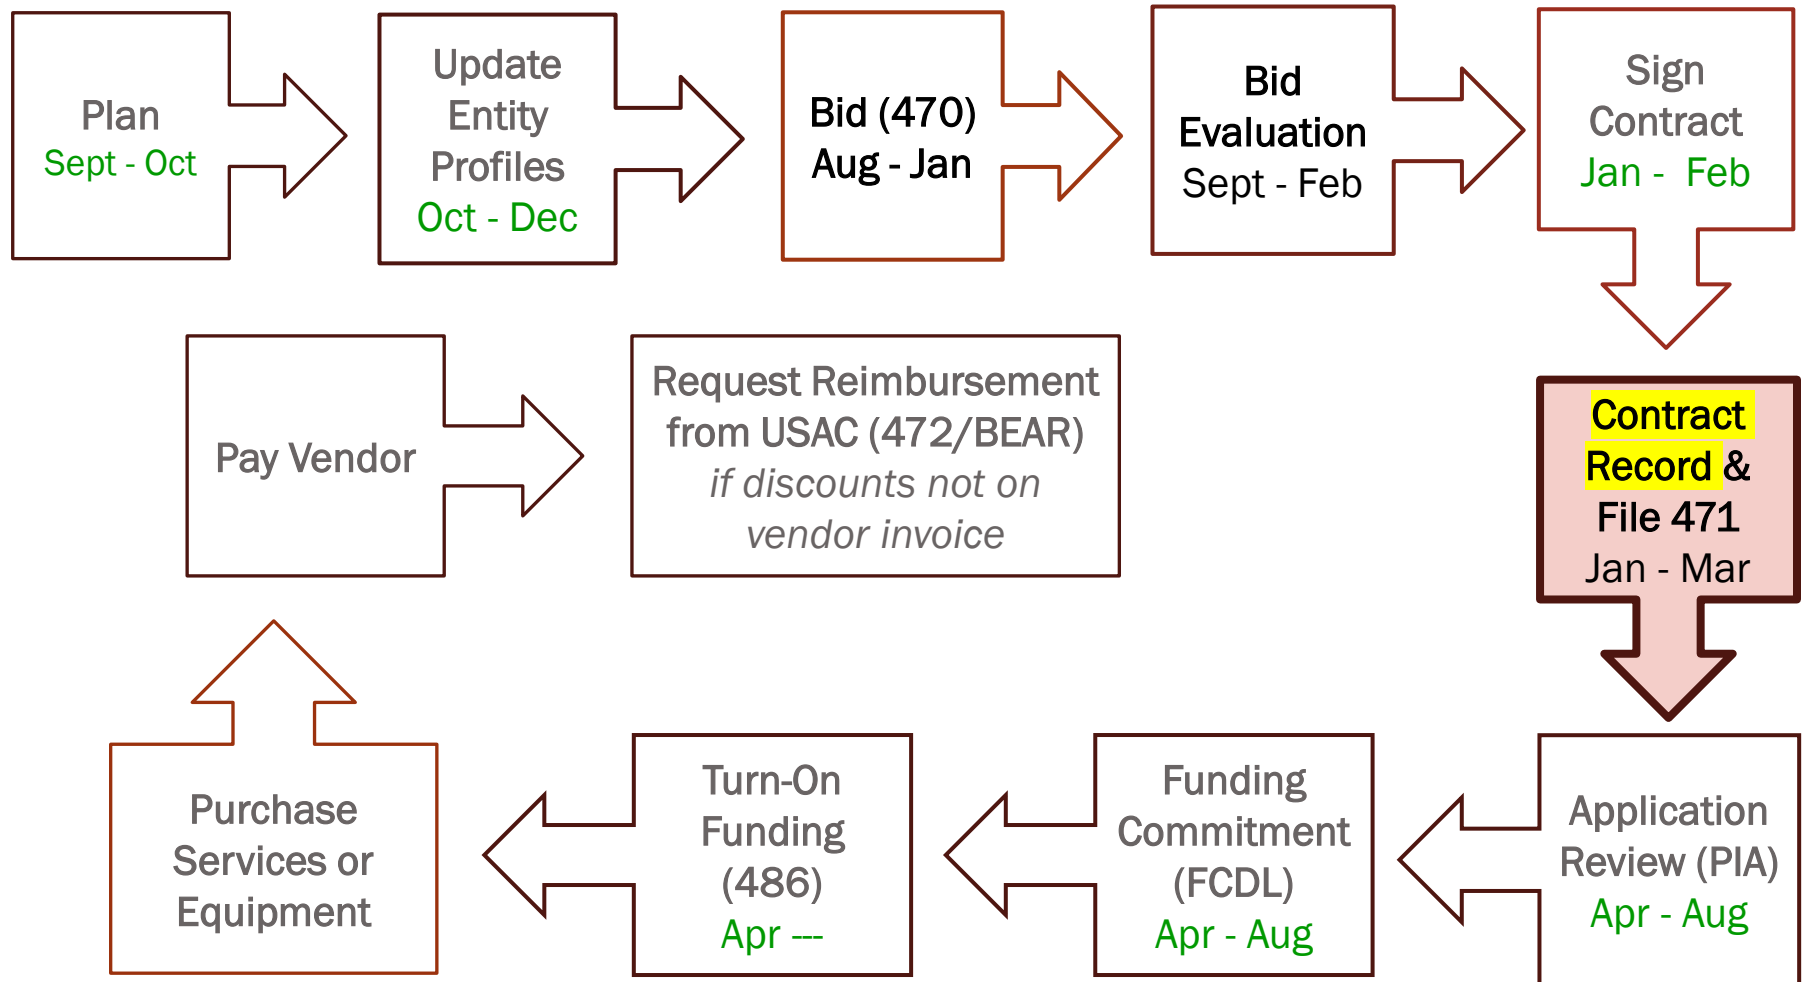 Plan
Sept - Oct
Update
Entity
Profiles
Oct - Dec
Bid (470)
Aug - Jan
Bid
Evaluation
Sept - Feb
Sign
Contract
Jan - Feb
Contract
Record &
File 471
Jan - Mar
Application
Review (PIA)
Apr - Aug
Funding
Commitment
(FCDL)
Apr - Aug
Turn-On
Funding
(486)
Apr ---
Purchase
Services or
Equipment
Pay Vendor
Request Reimbursement
from USAC (472/BEAR)
if discounts not on
vendor invoice